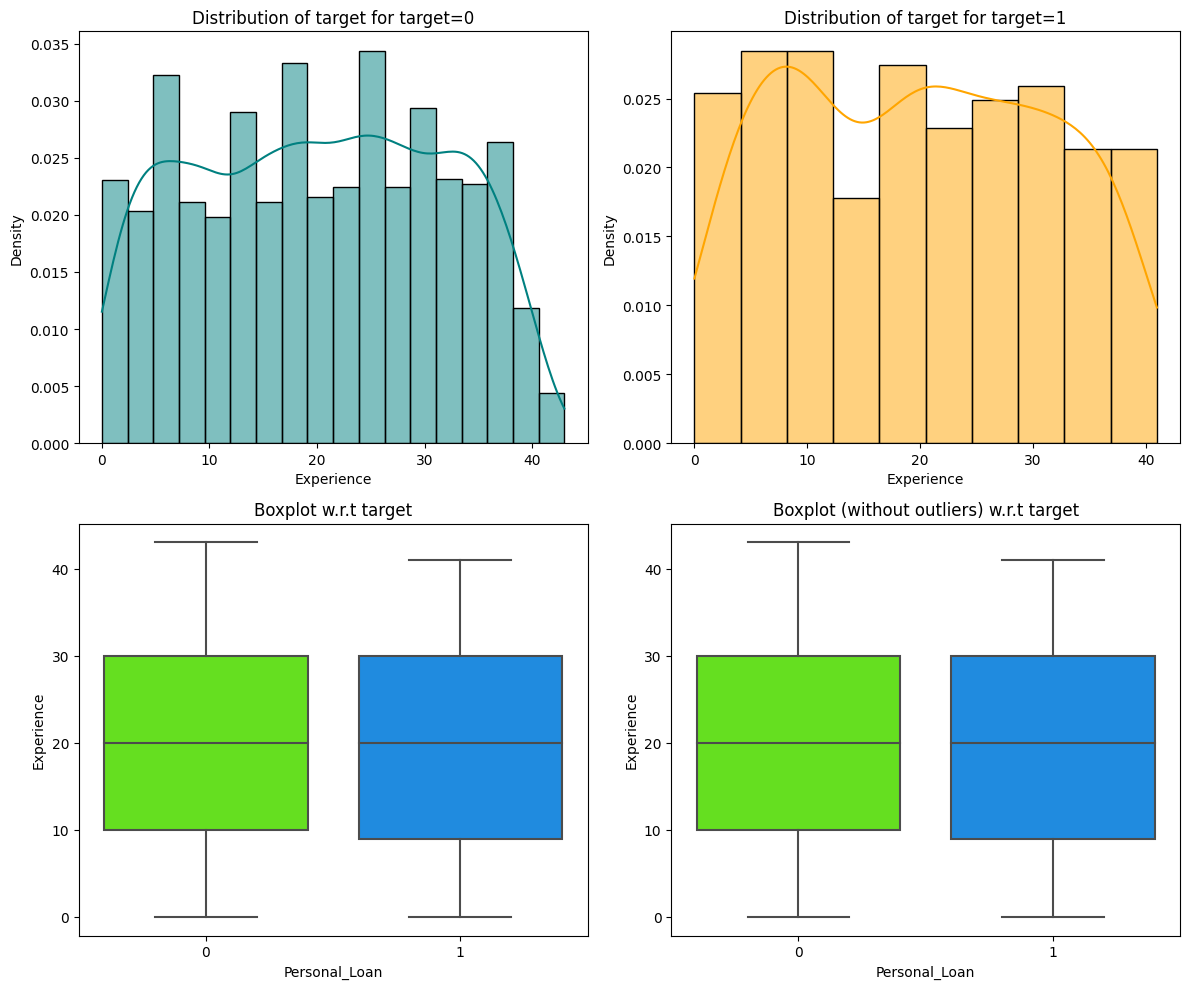 Distribution of target for target=0
0.035
0.030
0.025
0.020
0.015
0.010
0.005
0.000
Density
0 10 20 30 40
Experience
Distribution of target for target=1
0.025
0.020
0.015
0.010
0.005
0.000
Density
0 10 20 30 40
Experience
Boxplot w.r.t target
40
30
20
10
0
Experience
0 1
Personal_Loan
Boxplot (without outliers) w.r.t target
40
30
20
10
0
Experience
0 1
Personal_Loan